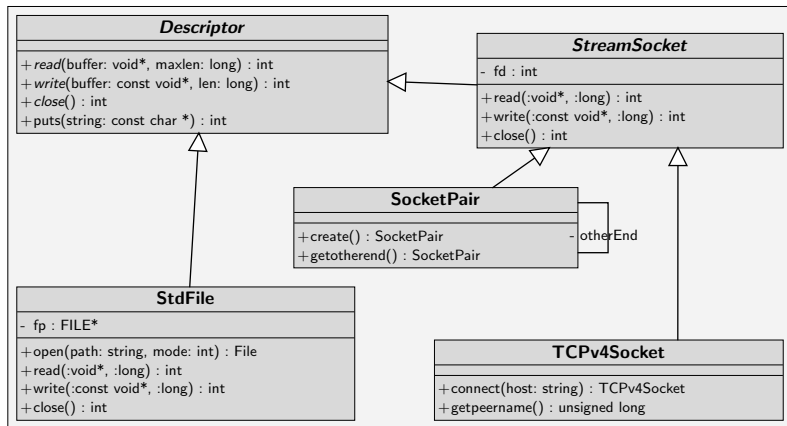 Descriptor
+ read(buffer: void*, maxlen: long) : int
+ write(buffer: const void*, len: long) : int
+ close() : int
+ puts(string: const char *) : int
StreamSocket
- fd : int
+ read(:void*, :long) : int
+ write(:const void*, :long) : int
+ close() : int
SocketPair
+ create() : SocketPair
+ getotherend() : SocketPair
- otherEnd
StdFile
- fp : FILE*
+ open(path: string, mode: int) : File
+ read(:void*, :long) : int
+ write(:const void*, :long) : int
+ close() : int
TCPv4Socket
+ connect(host: string) : TCPv4Socket
+ getpeername() : unsigned long